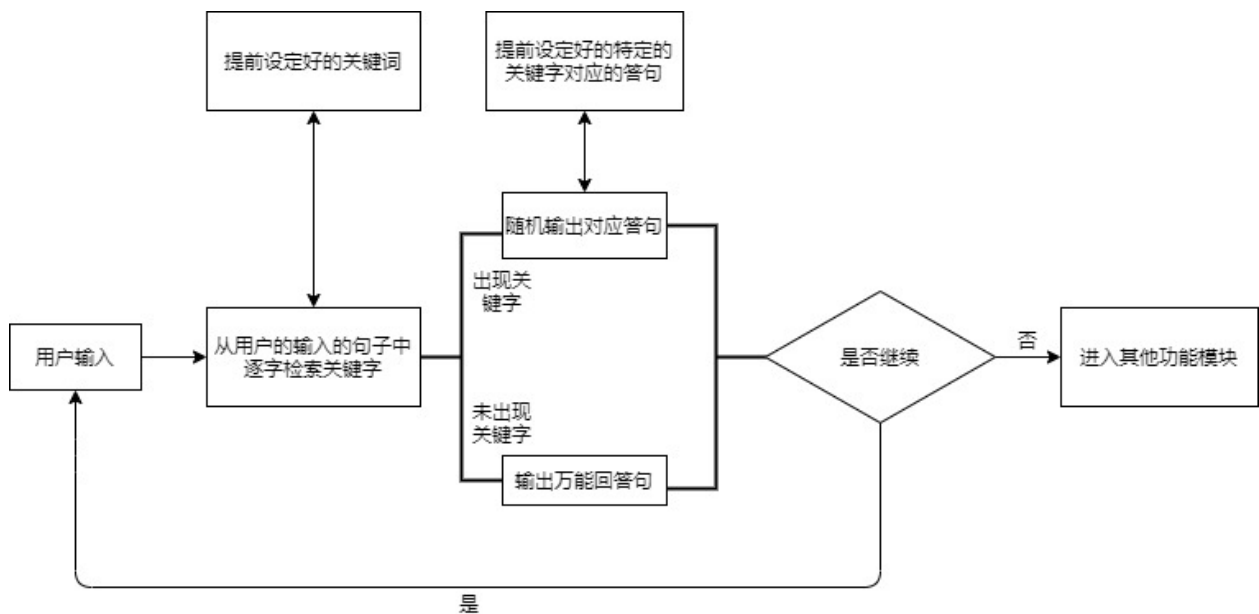 提前设定好的关键词
提前设定好的特定的
关键字对应的答句
随机输出对应答句
出现关
键字
用户输入
从用户的输入的句子中
逐字检索关键字
是否继续
否
进入其他功能模块
未出现
关键字
输出万能回答句
是